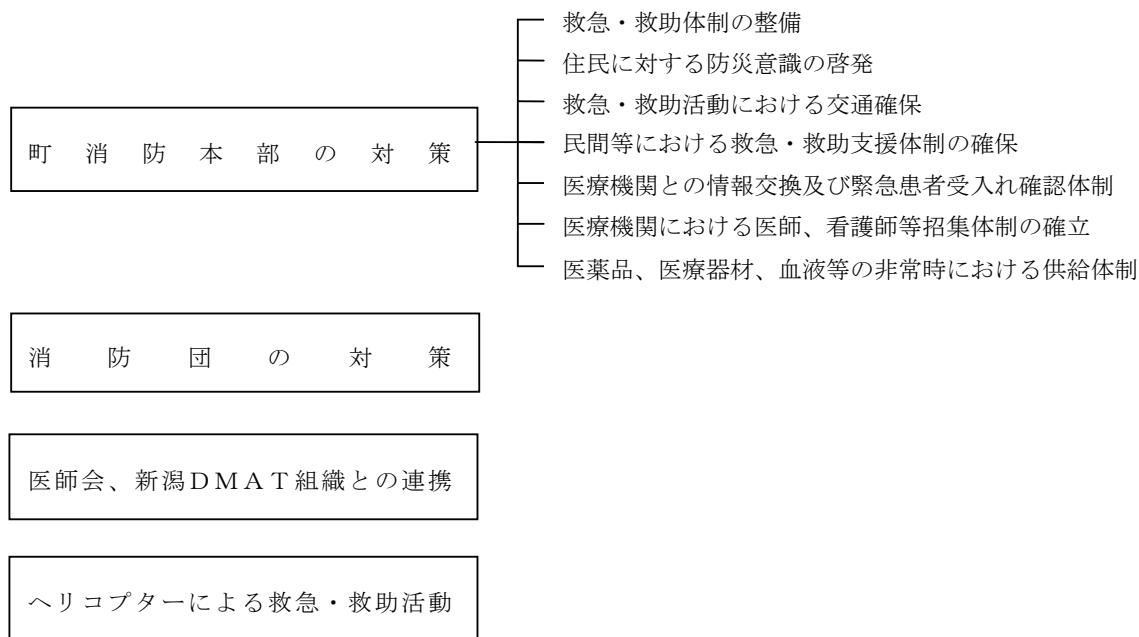 町消防本部の対策
救急・救助体制の整備
住民に対する防災意識の啓発
救急・救助活動における交通確保
民間等における救急・救助支援体制の確保
医療機関との情報交換及び緊急患者受入れ確認体制
医療機関における医師、看護師等招集体制の確立
医薬品、医療器材、血液等の非常時における供給体制
消防団の対策
医師会、新潟DMAT組織との連携
ヘリコプターによる救急・救助活動